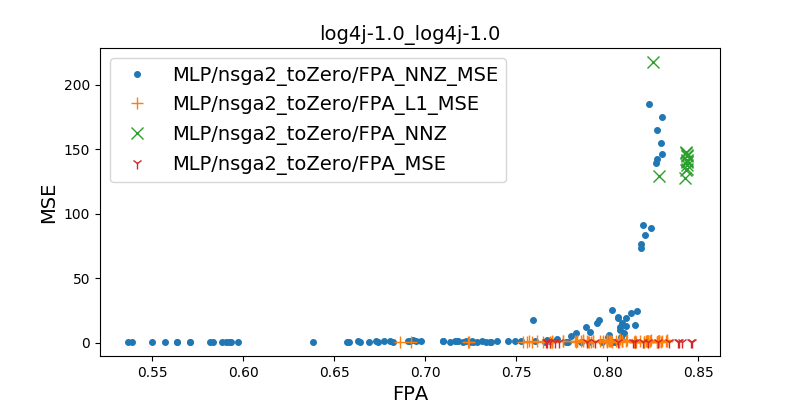 log4j-1.0_log4j-1.0
MLP/nsga2_toZero/FPA_NNZ_MSE
MLP/nsga2_toZero/FPA_L1_MSE
MLP/nsga2_toZero/FPA_NNZ
MLP/nsga2_toZero/FPA_MSE
MSE
200
150
100
50
0
0.55 0.60 0.65 0.70 0.75 0.80 0.85
FPA